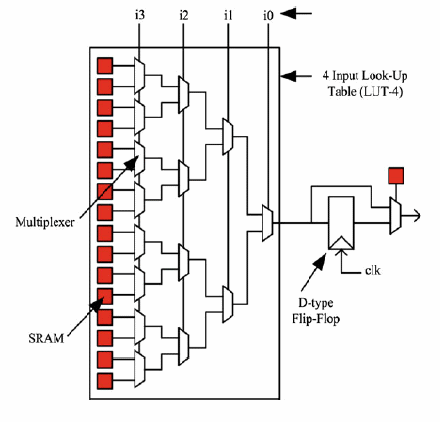 i3 i2 i1 i0
4 Input Look-Up
Table (LUT-4)
Multiplexer
clk
D-type
Flip-Flop
SRAM